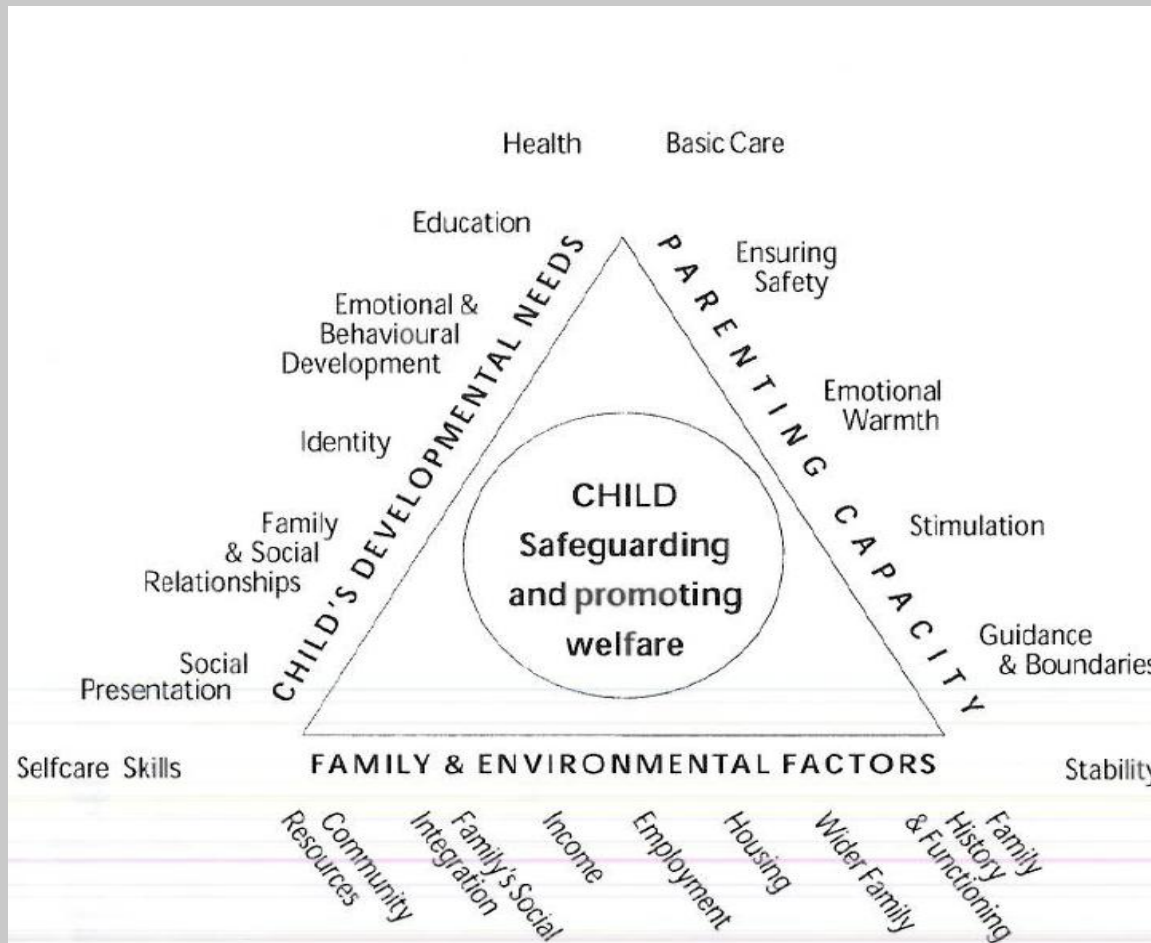 Health
Basic Care
Education
Ensuring
Safety
Emotional &
Behavioural
Development
Emotional
Warmth
Identity
Stimulation
Family
& Social
Relationships
Guidance
& Boundaries
Social
Presentation
Selfcare Skills
Stability
CHILD'S DEVELOPMENTAL NEEDS
PARENTING CAPACITY
CHILD
Safeguarding
and promoting
welfare
FAMILY & ENVIRONMENTAL FACTORS
Community
Resources
Family's Social
Integration
Income
Employment
Housing
Wider Family
Family
History
& Functioning